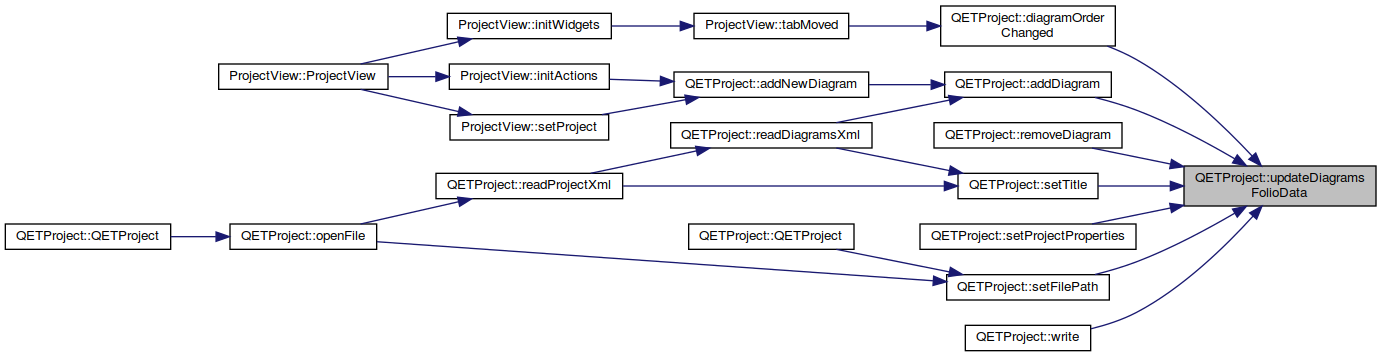 ProjectView::initWidgets
ProjectView::tabMoved
QETProject::diagramOrder
Changed
ProjectView::ProjectView
ProjectView::initActions
QETProject::addNewDiagram
QETProject::addDiagram
ProjectView::setProject
QETProject::readDiagramsXml
QETProject::removeDiagram
QETProject::readProjectXml
QETProject::setTitle
QETProject::updateDiagrams
FolioData
QETProject::QETProject
QETProject::openFile
QETProject::QETProject
QETProject::setProjectProperties
QETProject::setFilePath
QETProject::write